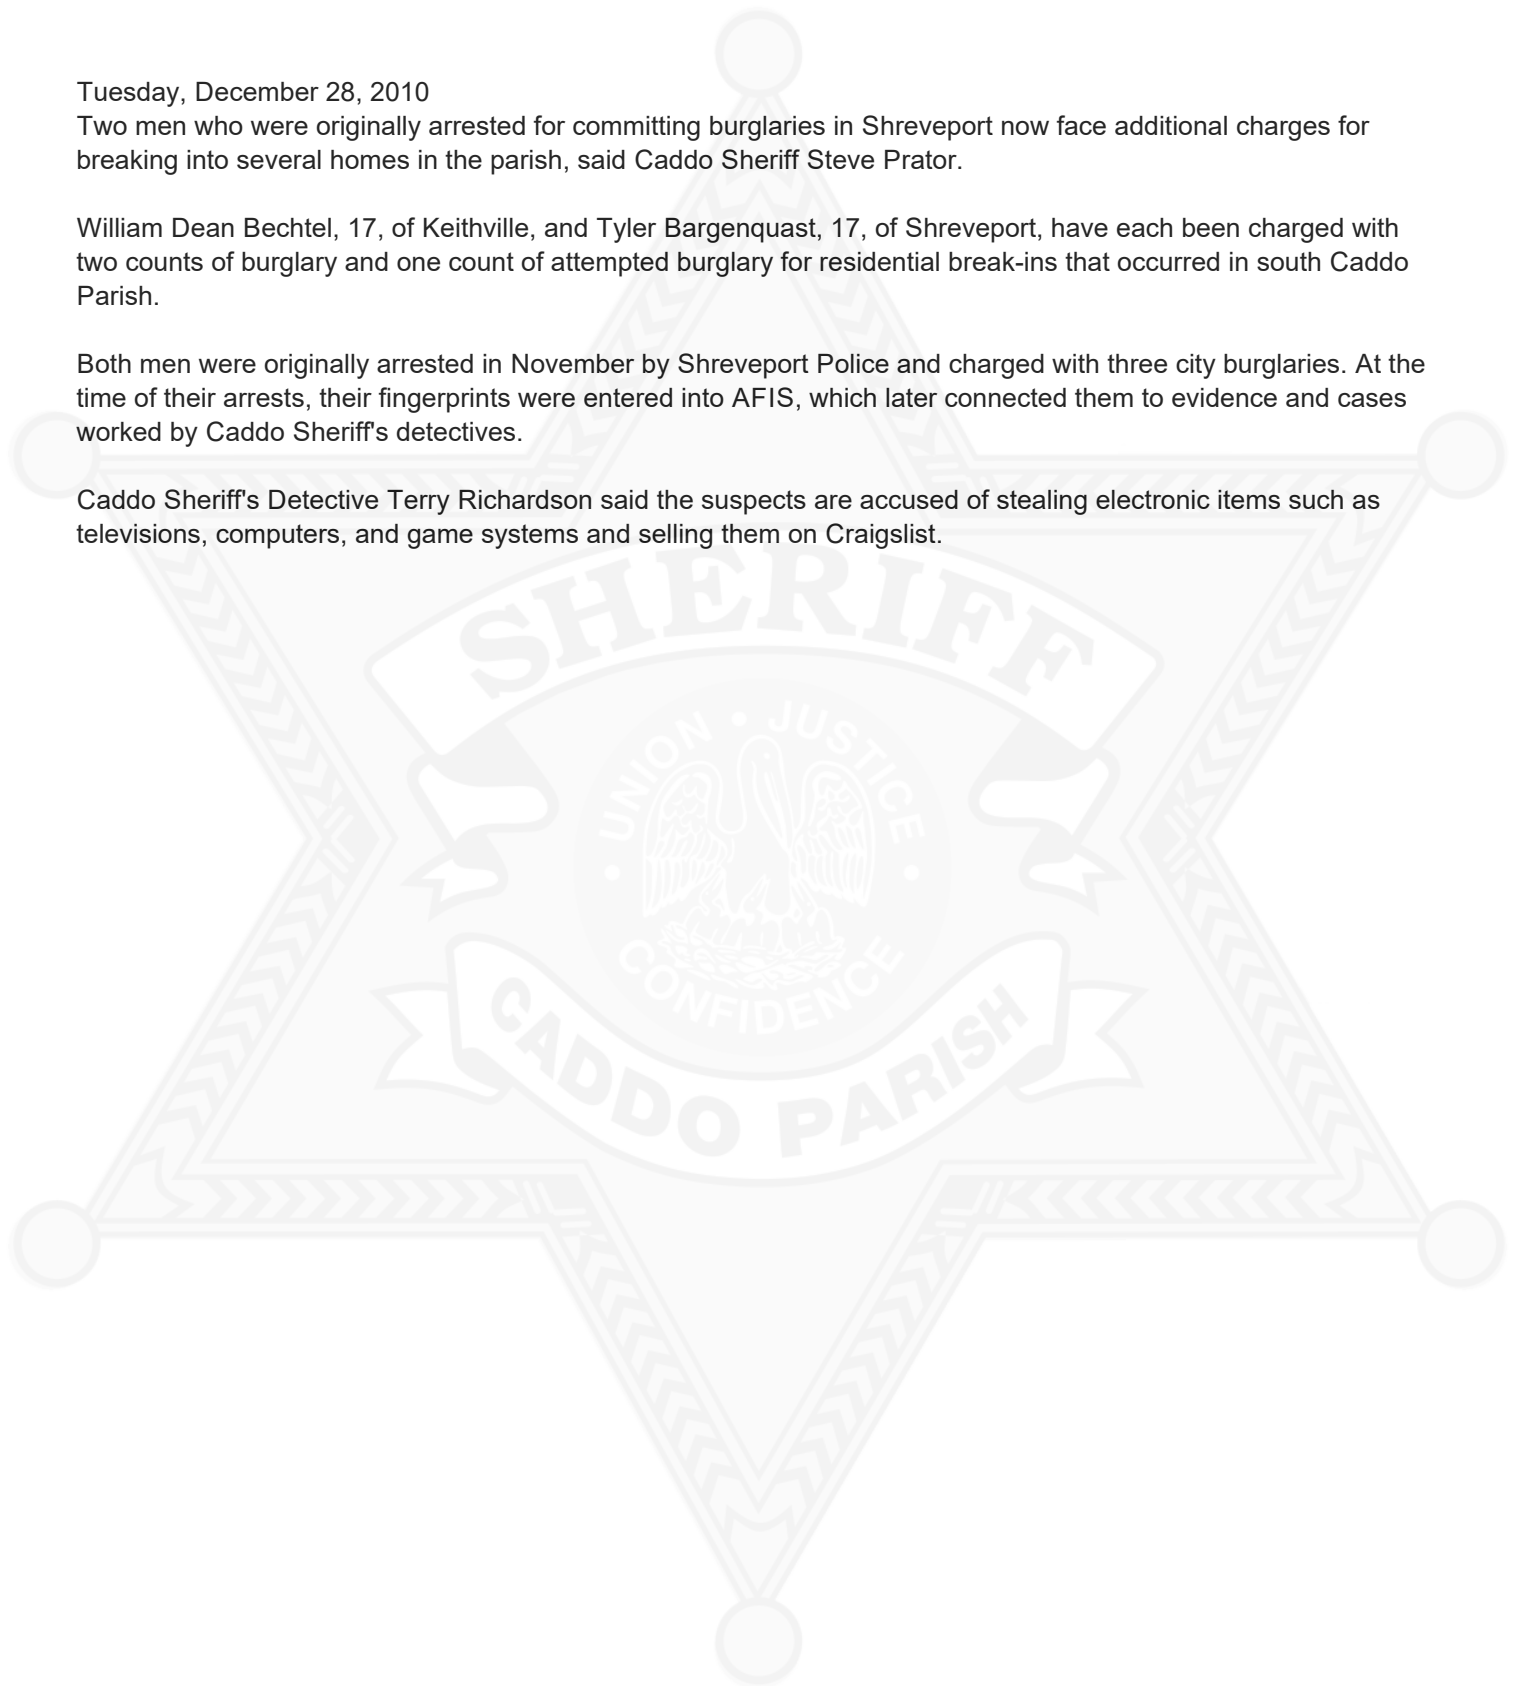 Tuesday, December 28, 2010
Two men who were originally arrested for committing burglaries in Shreveport now face additional charges for
breaking into several homes in the parish, said Caddo Sheriff Steve Prator.
William Dean Bechtel, 17, of Keithville, and Tyler Bargenquast, 17, of Shreveport, have each been charged with
two counts of burglary and one count of attempted burglary for residential break-ins that occurred in south Caddo
Parish.
Both men were originally arrested in November by Shreveport Police and charged with three city burglaries. At the
time of their arrests, their fingerprints were entered into AFIS, which later connected them to evidence and cases
worked by Caddo Sheriff's detectives.
Caddo Sheriff's Detective Terry Richardson said the suspects are accused of stealing electronic items such as
televisions, computers, and game systems and selling them on Craigslist.
SHERIFF
UNION • JUSTICE
• CONFIDENCE •
CADDO PARISH